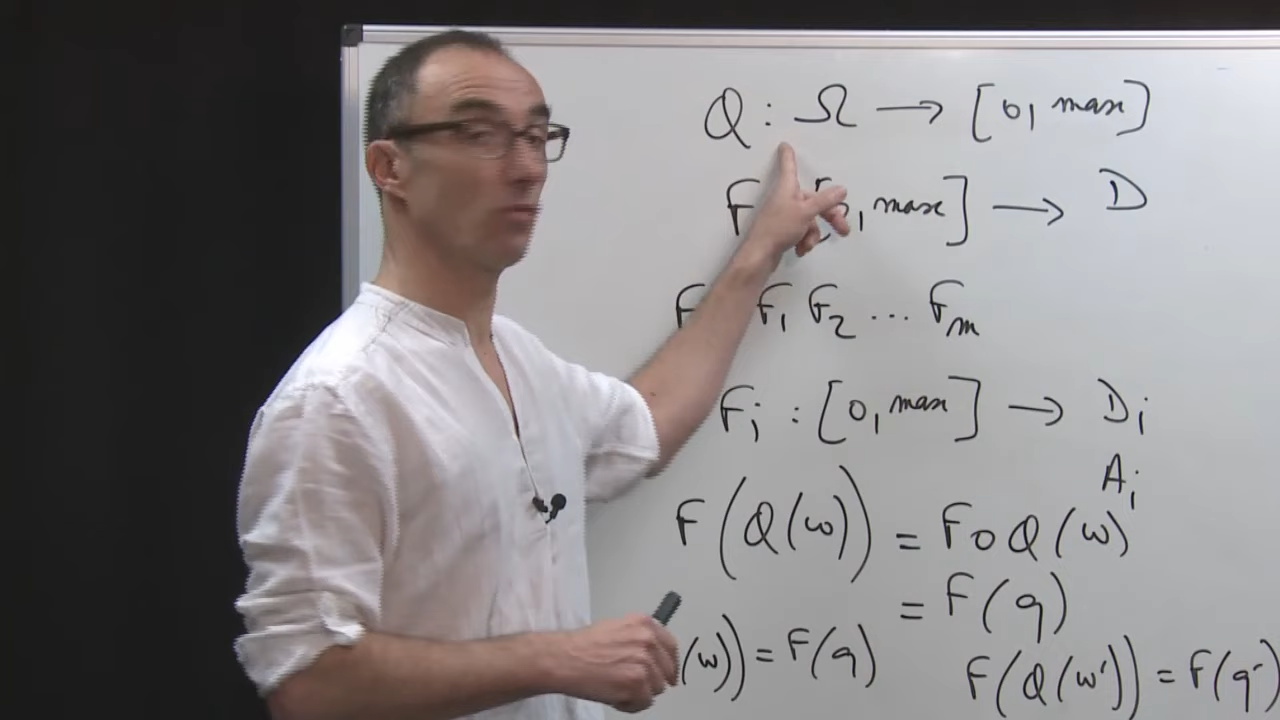 Q : Ω → [0, max]
F [0, max] → D
F F₁ F₂ ... Fₘ
Fᵢ : [0, max] → Dᵢ
Aᵢ
F(Q(ω)) = F∘Q(ω)
= F(q)
(ω)) = F(q) F(Q(ω')) = F(q'